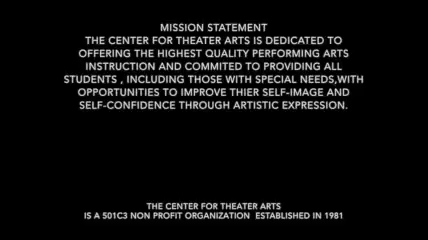 MISSION STATEMENT
THE CENTER FOR THEATER ARTS IS DEDICATED TO
OFFERING THE HIGHEST QUALITY PERFORMING ARTS
INSTRUCTION AND COMMITED TO PROVIDING ALL
STUDENTS , INCLUDING THOSE WITH SPECIAL NEEDS,WITH
OPPORTUNITIES TO IMPROVE THIER SELF-IMAGE AND
SELF-CONFIDENCE THROUGH ARTISTIC EXPRESSION.
THE CENTER FOR THEATER ARTS
IS A 501C3 NON PROFIT ORGANIZATION ESTABLISHED IN 1981